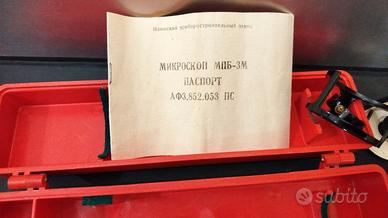 Изюмский приборостроительный завод
МИКРОСКОП МПБ-3М
ПАСПОРТ
АФ3.852.053 ПС
subito